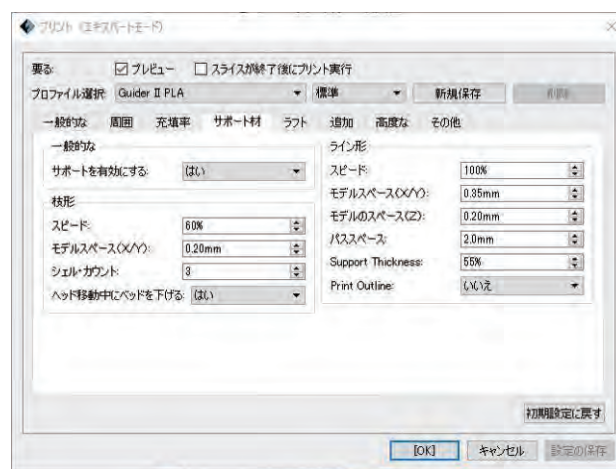 プリント (エキスパートモード)
要る: プレビュー スライスが終了後にプリント実行
プロファイル選択: Guider II PLA 標準 新規保存 削除
一般的な 周囲 充填率 サポート材 ラフト 追加 高度な その他
一般的な
サポートを有効にする: はい
枝形
スピード: 60%
モデルスペース(X/Y): 0.20mm
シェル・カウント: 3
ヘッド移動中にベッドを下げる: はい
ライン形
スピード: 100%
モデルスペース(X/Y): 0.35mm
モデルのスペース(Z): 0.20mm
パススペース: 2.0mm
Support Thickness: 55%
Print Outline: いいえ
初期設定に戻す
[OK] キャンセル 設定の保存